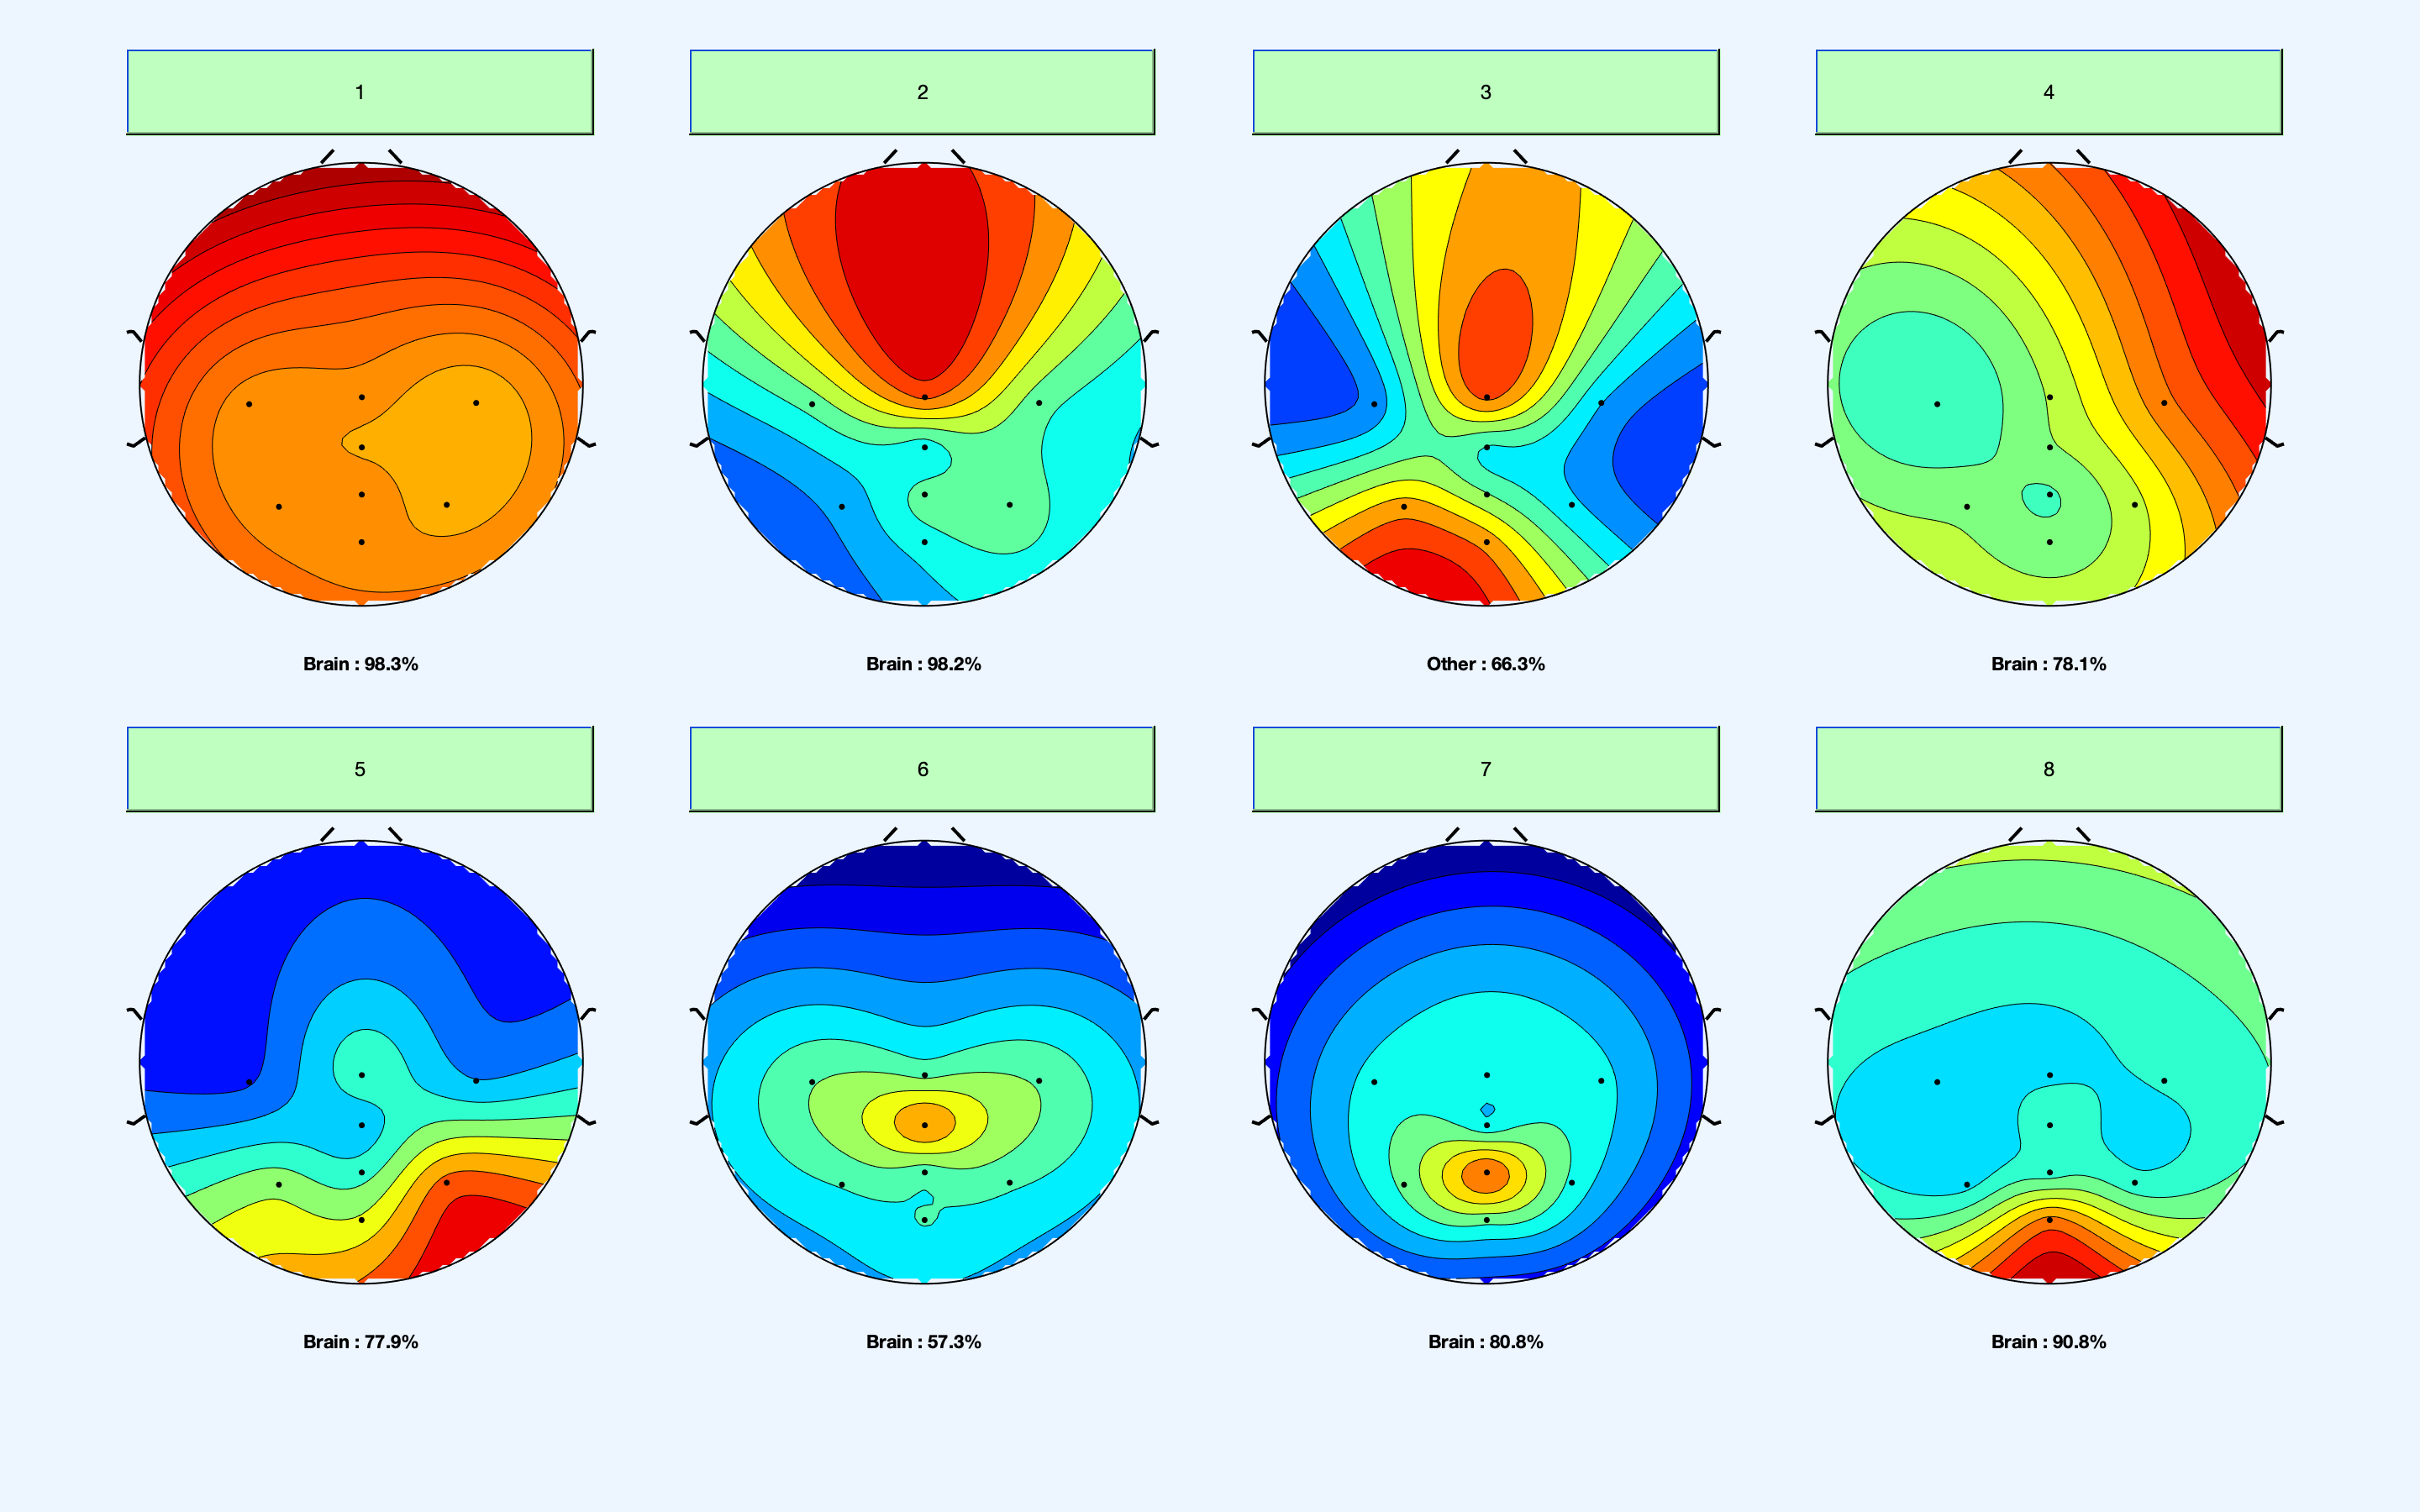 1
2
3
4
Brain : 98.3%
Brain : 98.2%
Other : 66.3%
Brain : 78.1%
5
6
7
8
Brain : 77.9%
Brain : 57.3%
Brain : 80.8%
Brain : 90.8%